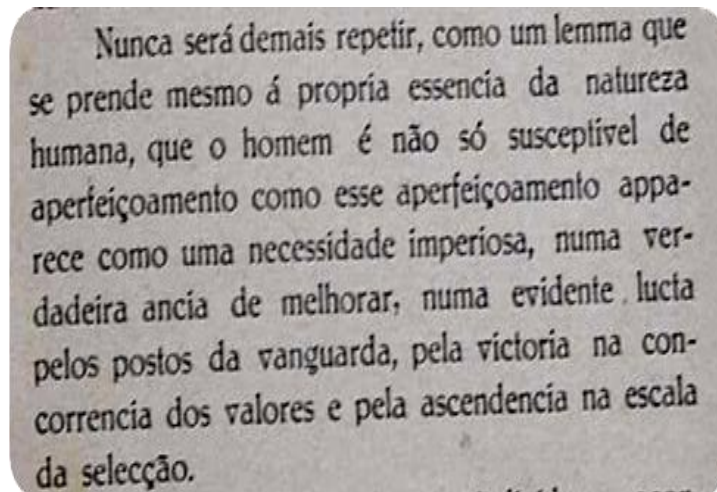 Nunca será demais repetir, como um lemma que
se prende mesmo á propria essencia da natureza
humana, que o homem é não só susceptivel de
aperfeiçoamento como esse aperfeiçoamento appa-
rece como uma necessidade imperiosa, numa ver-
dadeira ancia de melhorar, numa evidente lucta
pelos postos da vanguarda, pela victoria na con-
correncia dos valores e pela ascendencia na escala
da selecção.